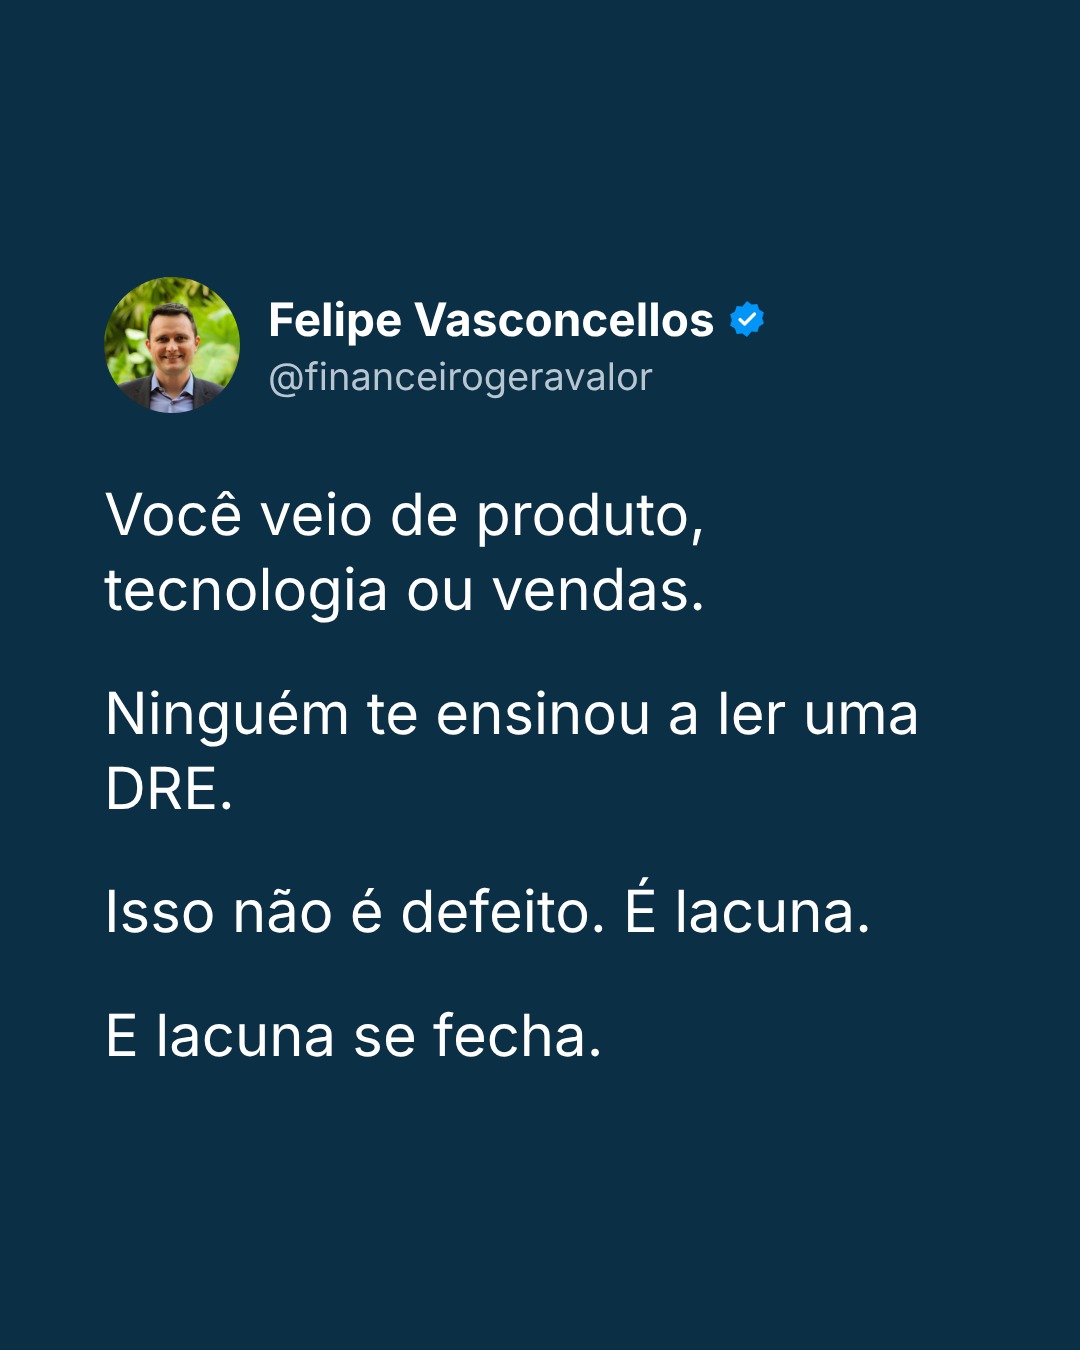 Felipe Vasconcellos
@financeirogeravalor
Você veio de produto,
tecnologia ou vendas.
Ninguém te ensinou a ler uma
DRE.
Isso não é defeito. É lacuna.
E lacuna se fecha.